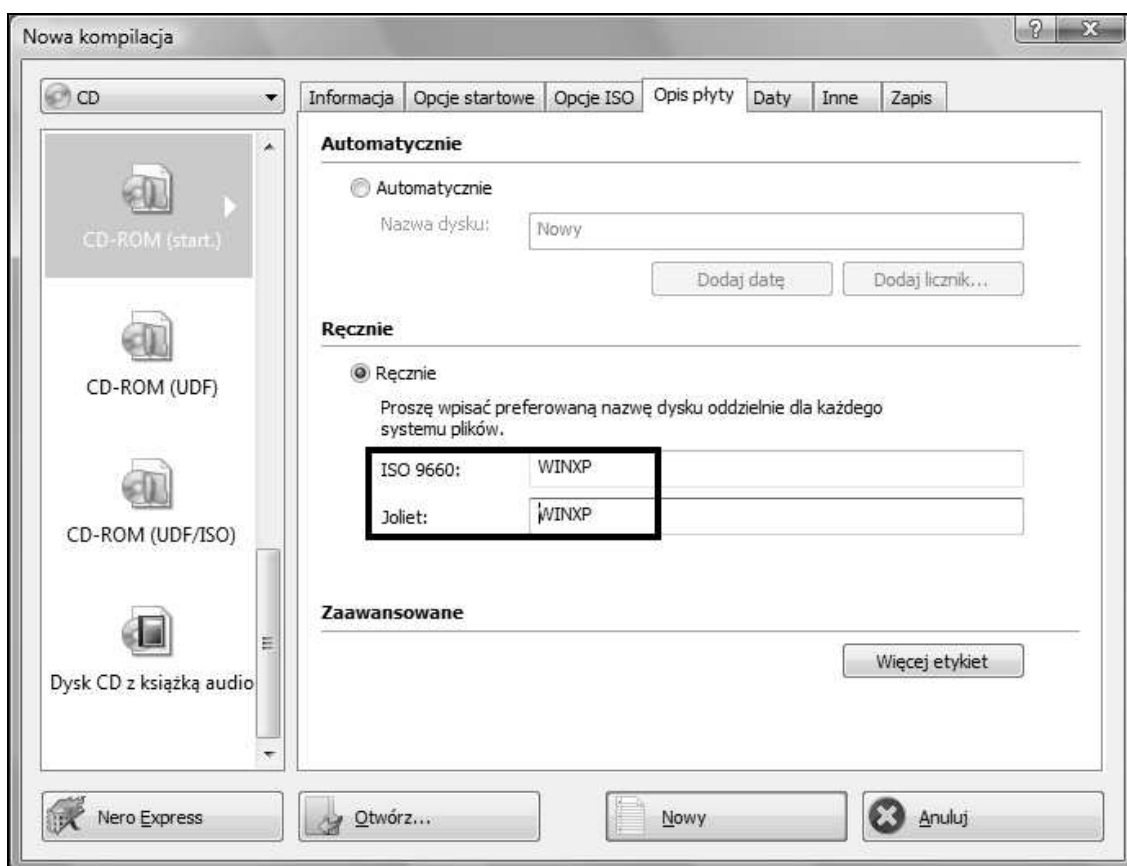 Nowa kompilacja
CD
Informacja
Opcje startowe
Opcje ISO
Opis płyty
Daty
Inne
Zapis
CD-ROM (start.)
CD-ROM (UDF)
CD-ROM (UDF/ISO)
Dysk CD z książką audio
Automatycznie
Automatycznie
Nazwa dysku: Nowy
Dodaj datę
Dodaj licznik...
Ręcznie
Ręcznie
Proszę wpisać preferowaną nazwę dysku oddzielnie dla każdego
systemu plików.
ISO 9660: WINXP
Joliet: WINXP
Zaawansowane
Więcej etykiet
Nero Express
Otwórz...
Nowy
Anuluj